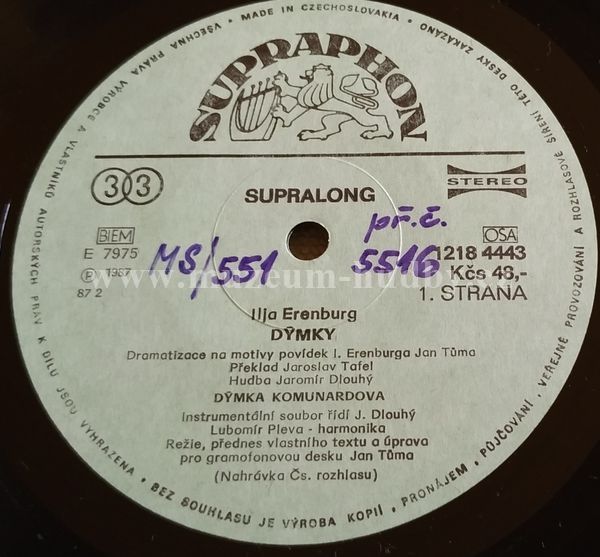 • VŠECHNA PRÁVA VÝROBCE A VLASTNÍKŮ AUTORSKÝCH PRÁV K DÍLU JSOU VYHRAZENA • BEZ SOUHLASU JE VÝROBA KOPIÍ, PRONÁJEM, PŮJČOVÁNÍ, VEŘEJNÉ PROVOZOVÁNÍ A ROZHLASOVÉ ŠÍŘENÍ TÉTO DESKY ZAKÁZÁNO • MADE IN CZECHOSLOVAKIA
SUPRAPHON
33
STEREO
SUPRALONG
BIEM
OSA
př.č.
E 7975
1218 4443
MS/551
5516
Ⓟ 1987
Kčs 48,-
87 2
1. STRANA
Ilja Erenburg
DÝMKY
Dramatizace na motivy povídek I. Erenburga Jan Tůma
Překlad Jaroslav Tafel
Hudba Jaromír Dlouhý
DÝMKA KOMUNARDOVA
Instrumentální soubor řídí J. Dlouhý
Lubomír Pleva - harmonika
Režie, přednes vlastního textu a úprava
pro gramofonovou desku Jan Tůma
(Nahrávka Čs. rozhlasu)